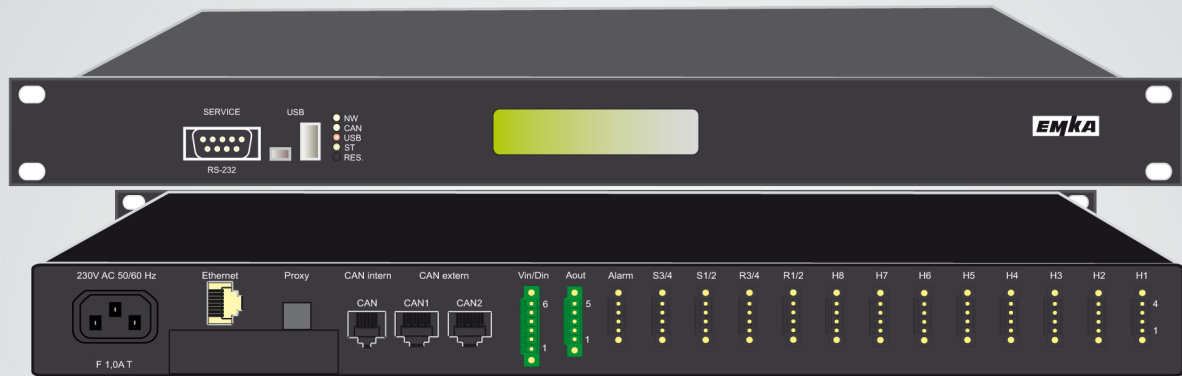 SERVICE
USB
NW
CAN
USB
ST
RES.
RS-232
EMKA
230V AC 50/60 Hz
Ethernet
Proxy
CAN intern
CAN extern
Vin/Din
Aout
Alarm
S3/4
S1/2
R3/4
R1/2
H8
H7
H6
H5
H4
H3
H2
H1
CAN
CAN1
CAN2
6
5
4
1
1
1
F 1,0A T